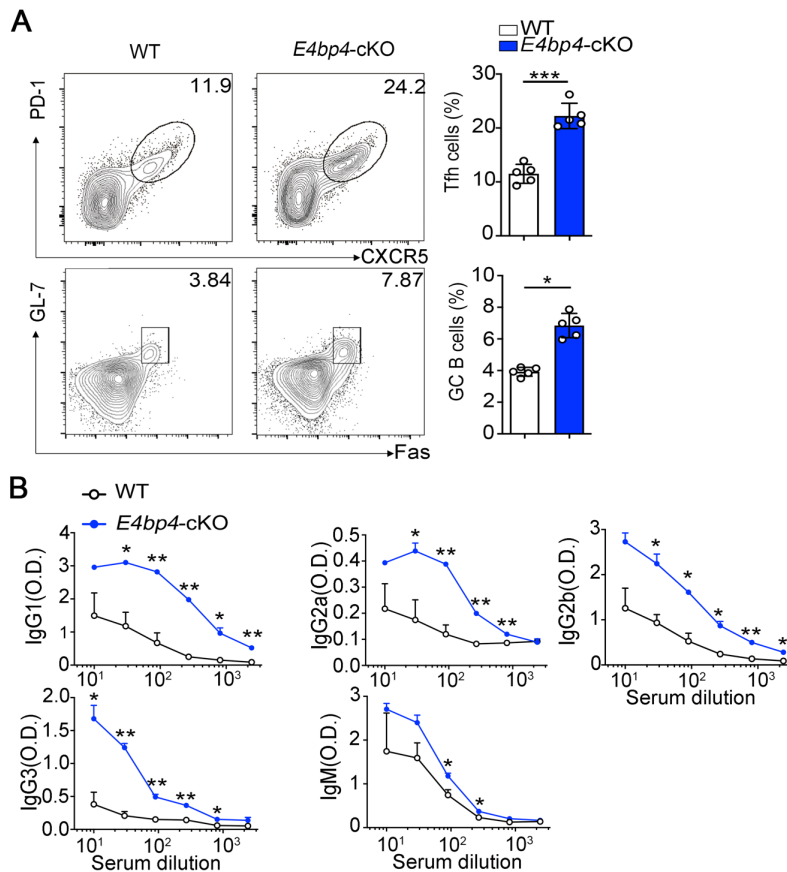 A
WT
E4bp4-cKO
WT
E4bp4-cKO
PD-1
11.9
24.2
CXCR5
Tfh cells (%)
30
20
10
0
***
GL-7
3.84
7.87
Fas
GC B cells (%)
8
6
4
2
0
*
B
WT
E4bp4-cKO
IgG1(O.D.)
4
3
2
1
0
* ** ** * **
10¹ 10² 10³
IgG2a(O.D.)
0.5
0.4
0.3
0.2
0.1
0.0
* ** ** **
10¹ 10² 10³
IgG2b(O.D.)
3
2
1
0
* * * ** *
10¹ 10² 10³
Serum dilution
IgG3(O.D.)
2.0
1.5
1.0
0.5
0.0
* ** ** ** *
10¹ 10² 10³
Serum dilution
IgM(O.D.)
3
2
1
0
* *
10¹ 10² 10³
Serum dilution